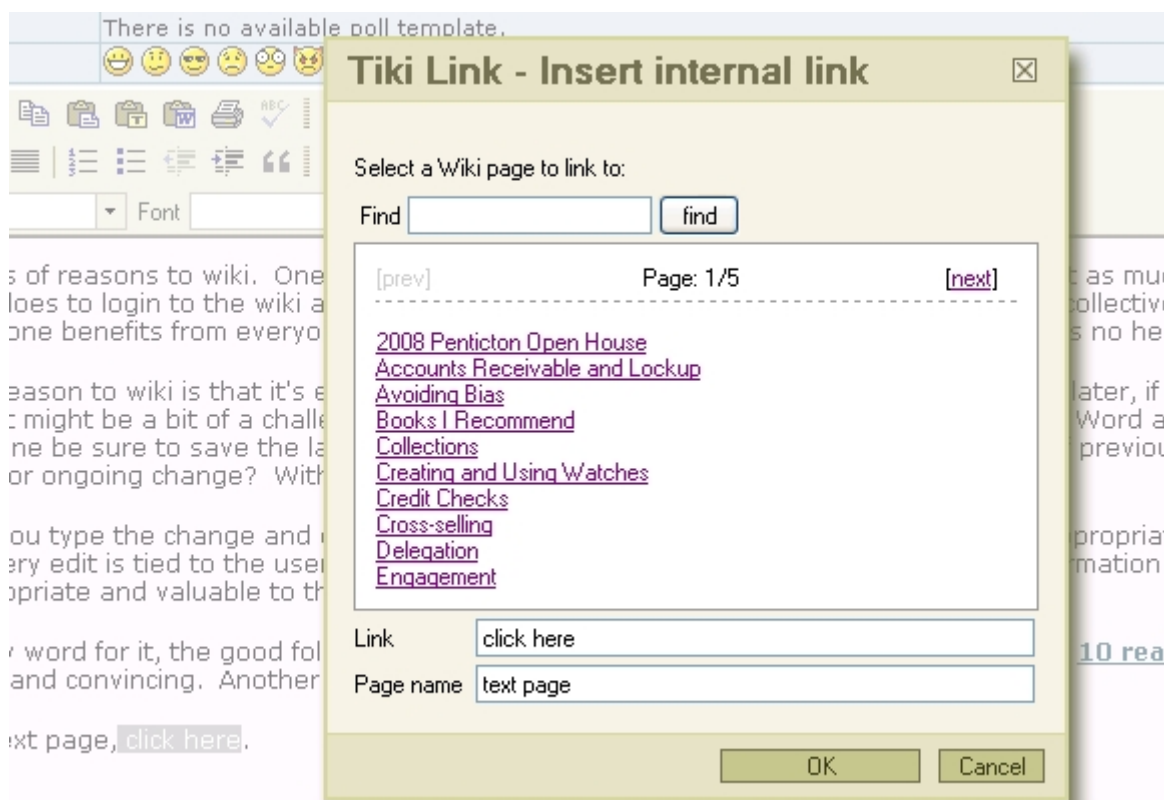 There is no available poll template.
Tiki Link - Insert internal link
ABC
Select a Wiki page to link to:
Find
find
Font
[prev] Page: 1/5 [next]
s of reasons to wiki. One
as mu
does to login to the wiki a
collectiv
one benefits from everyo
s no he
2008 Penticton Open House
Accounts Receivable and Lockup
Avoiding Bias
Books I Recommend
Collections
Creating and Using Watches
Credit Checks
Cross-selling
Delegation
Engagement
eason to wiki is that it's e
later, if
t might be a bit of a challe
Word a
ne be sure to save the la
previou
or ongoing change? With
ou type the change and
propriat
ery edit is tied to the user
mation
opriate and valuable to th
Link click here
word for it, the good fol
10 rea
Page name text page
and convincing. Another
ext page, click here.
OK Cancel